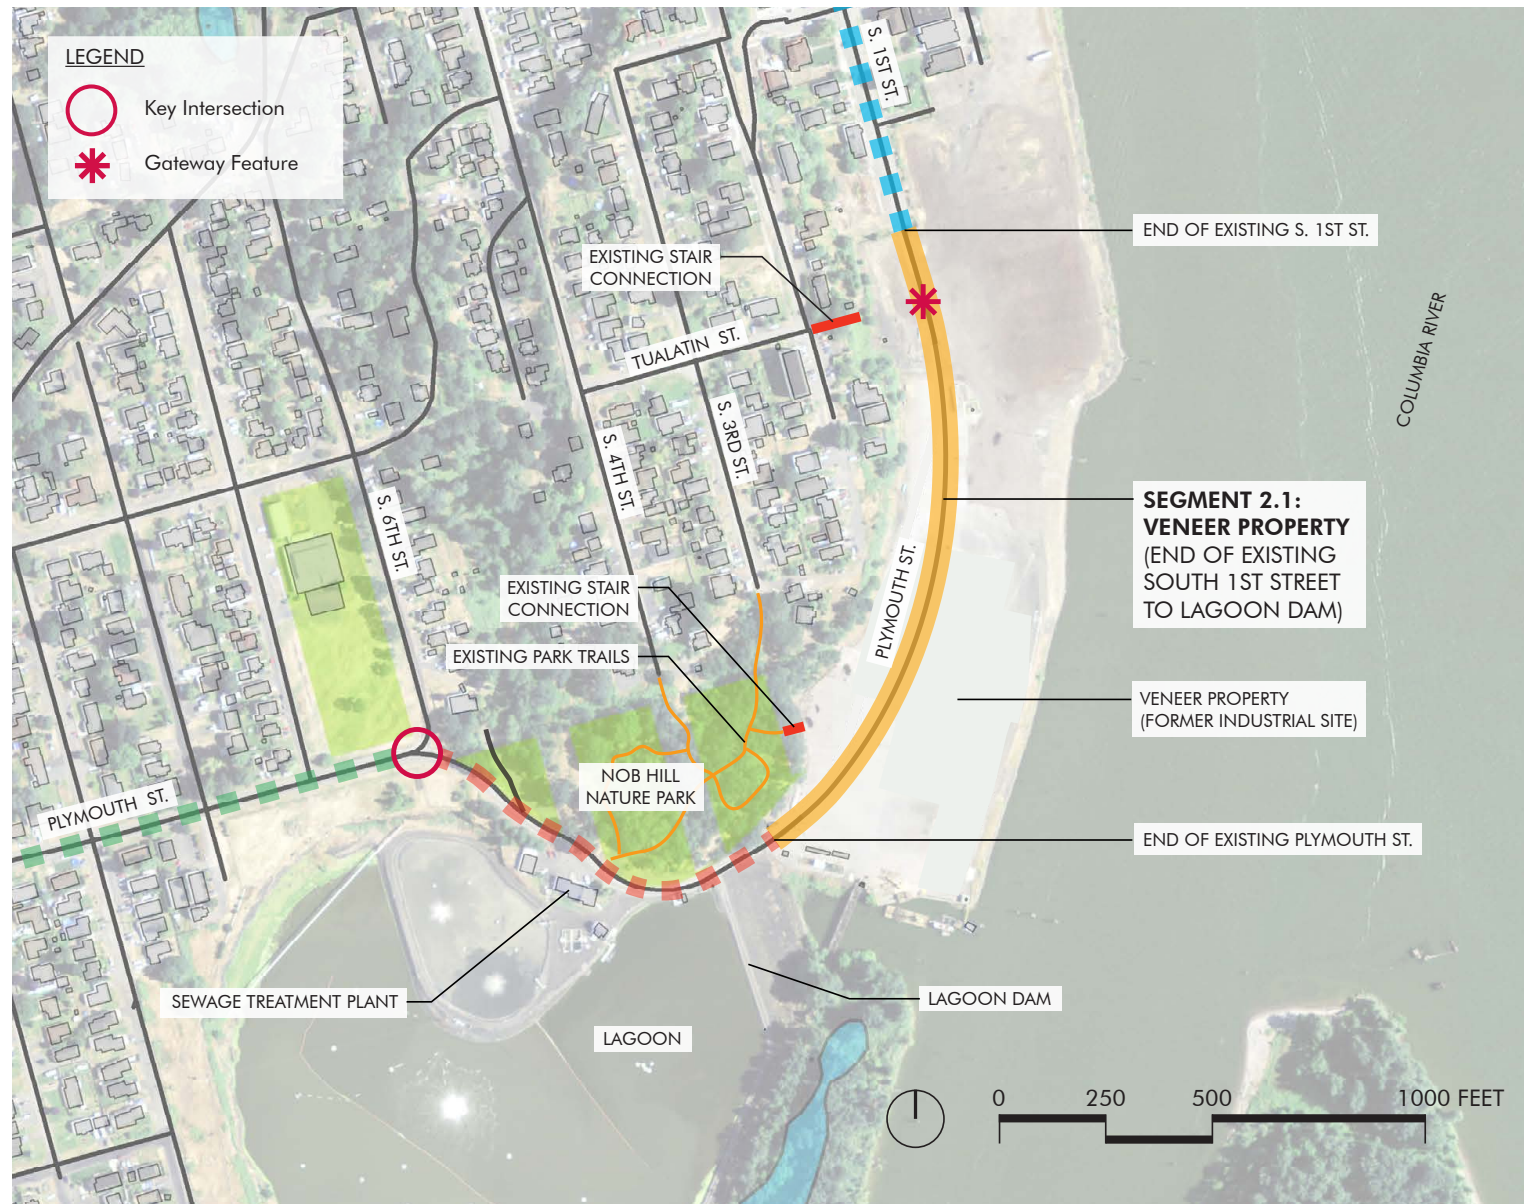 LEGEND
Key Intersection
Gateway Feature
S. 1ST ST.
END OF EXISTING S. 1ST ST.
EXISTING STAIR
CONNECTION
COLUMBIA RIVER
TUALATIN ST.
S. 3RD ST.
S. 4TH ST.
S. 6TH ST.
SEGMENT 2.1:
VENEER PROPERTY
(END OF EXISTING
SOUTH 1ST STREET
TO LAGOON DAM)
PLYMOUTH ST.
EXISTING STAIR
CONNECTION
EXISTING PARK TRAILS
VENEER PROPERTY
(FORMER INDUSTRIAL SITE)
NOB HILL
NATURE PARK
PLYMOUTH ST.
END OF EXISTING PLYMOUTH ST.
SEWAGE TREATMENT PLANT
LAGOON DAM
LAGOON
0 250 500 1000 FEET